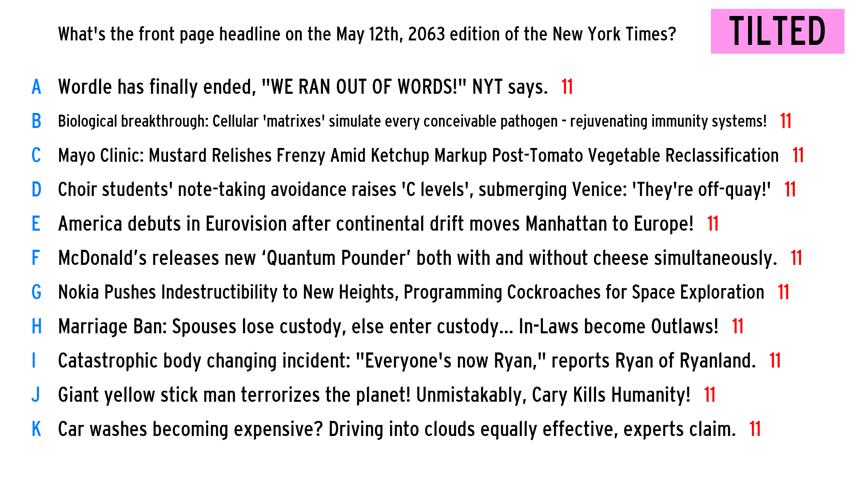 What's the front page headline on the May 12th, 2063 edition of the New York Times? TILTED
A Wordle has finally ended, "WE RAN OUT OF WORDS!" NYT says. 11
B Biological breakthrough: Cellular 'matrixes' simulate every conceivable pathogen - rejuvenating immunity systems! 11
C Mayo Clinic: Mustard Relishes Frenzy Amid Ketchup Markup Post-Tomato Vegetable Reclassification 11
D Choir students' note-taking avoidance raises 'C levels', submerging Venice: 'They're off-quay!' 11
E America debuts in Eurovision after continental drift moves Manhattan to Europe! 11
F McDonald’s releases new ‘Quantum Pounder’ both with and without cheese simultaneously. 11
G Nokia Pushes Indestructibility to New Heights, Programming Cockroaches for Space Exploration 11
H Marriage Ban: Spouses lose custody, else enter custody... In-Laws become Outlaws! 11
I Catastrophic body changing incident: "Everyone's now Ryan," reports Ryan of Ryanland. 11
J Giant yellow stick man terrorizes the planet! Unmistakably, Cary Kills Humanity! 11
K Car washes becoming expensive? Driving into clouds equally effective, experts claim. 11